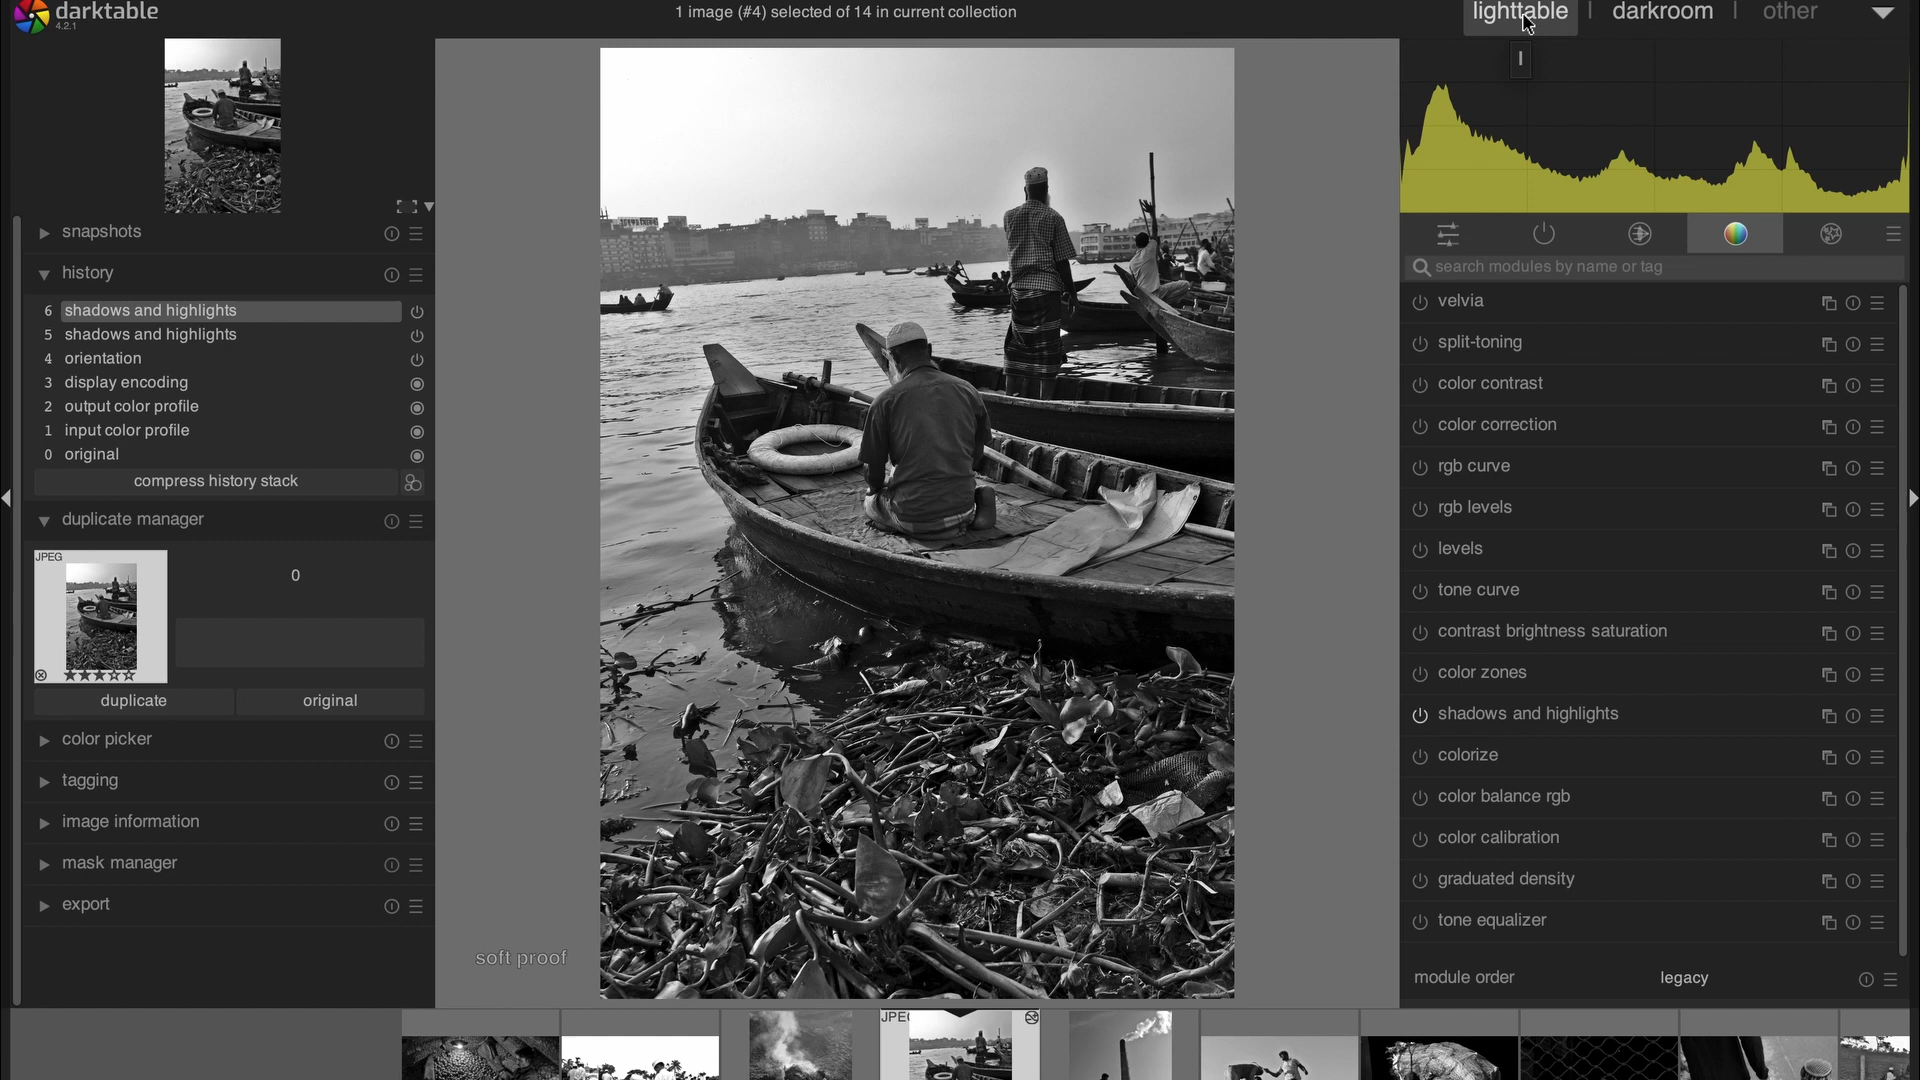 darktable
4.2.1
1 image (#4) selected of 14 in current collection
lighttable | darkroom | other
l
snapshots
history
6 shadows and highlights
5 shadows and highlights
4 orientation
3 display encoding
2 output color profile
1 input color profile
0 original
compress history stack
duplicate manager
JPEG
0
duplicate
original
color picker
tagging
image information
mask manager
export
soft proof
search modules by name or tag
velvia
split-toning
color contrast
color correction
rgb curve
rgb levels
levels
tone curve
contrast brightness saturation
color zones
shadows and highlights
colorize
color balance rgb
color calibration
graduated density
tone equalizer
module order
legacy
JPEG